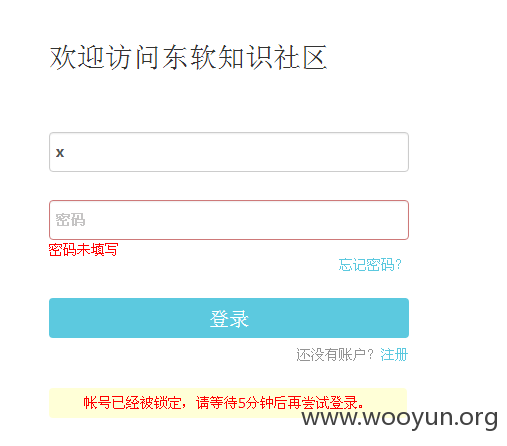 欢迎访问东软知识社区
x
密码
密码未填写
忘记密码?
登录
还没有账户? 注册
帐号已经被锁定，请等待5分钟后再尝试登录。
www.wooyun.org